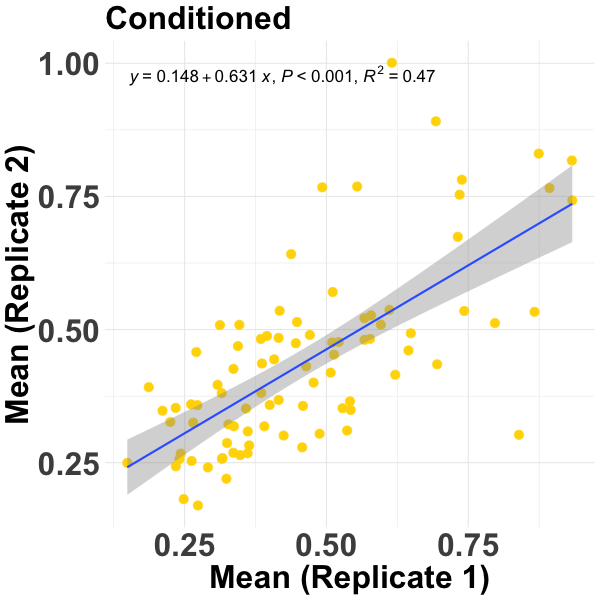 Conditioned
1.00
y = 0.148 + 0.631 x, P < 0.001, R² = 0.47
0.75
0.50
0.25
Mean (Replicate 2)
0.25 0.50 0.75
Mean (Replicate 1)